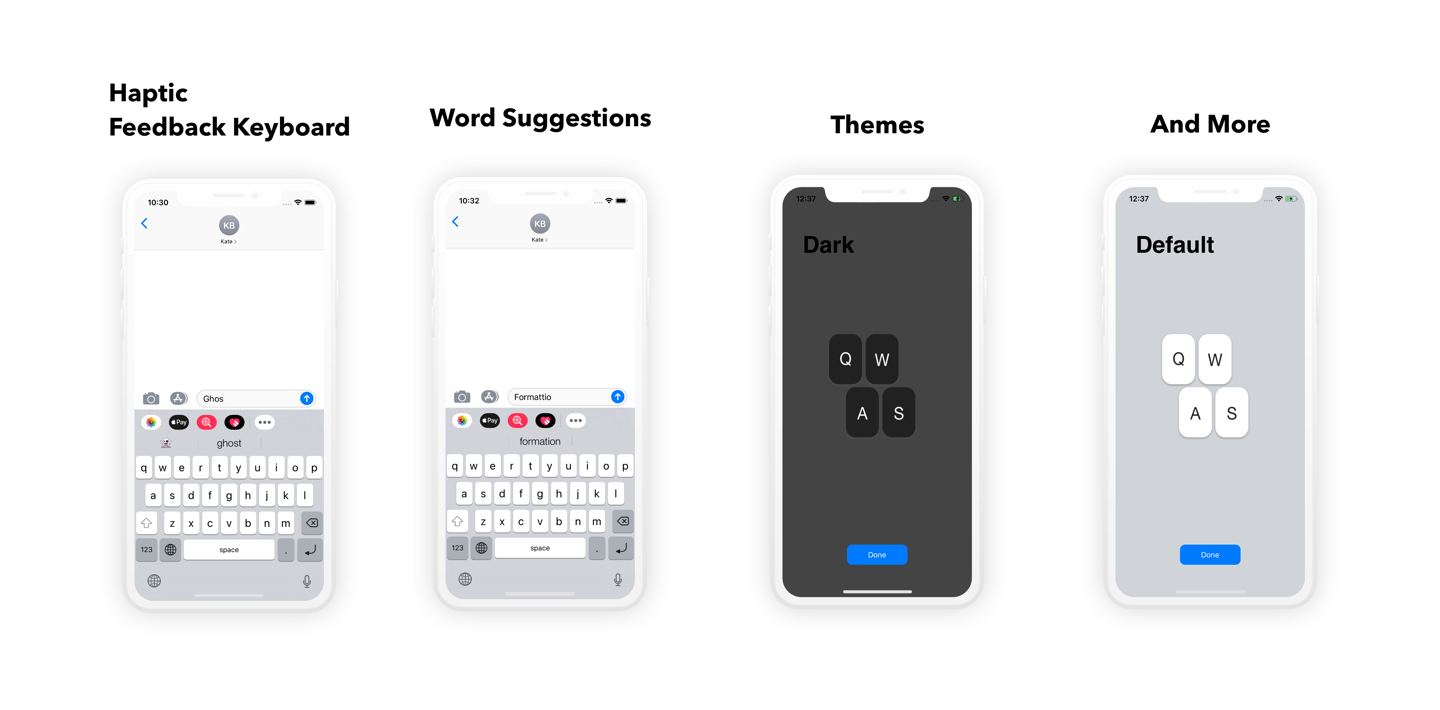 Haptic
Feedback Keyboard
10:30
KB
Kate >
Ghos
Pay
ghost
q w e r t y u i o p
a s d f g h j k l
z x c v b n m
123 space .
Word Suggestions
10:32
KB
Kate >
Formattio
Pay
formation
q w e r t y u i o p
a s d f g h j k l
z x c v b n m
123 space .
Themes
12:37
Dark
Q W
A S
Done
And More
12:37
Default
Q W
A S
Done